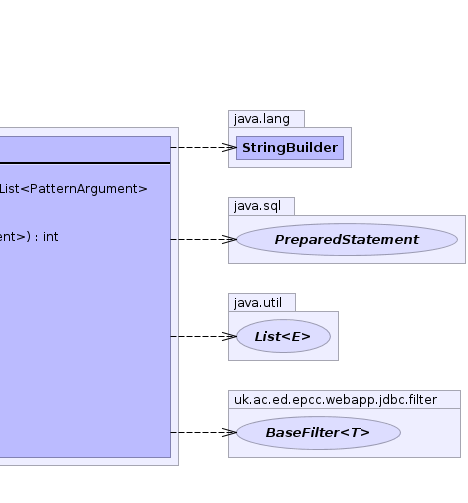 java.lang
StringBuilder
List<PatternArgument>
java.sql
ent>) : int
PreparedStatement
java.util
List<E>
uk.ac.ed.epcc.webapp.jdbc.filter
BaseFilter<T>